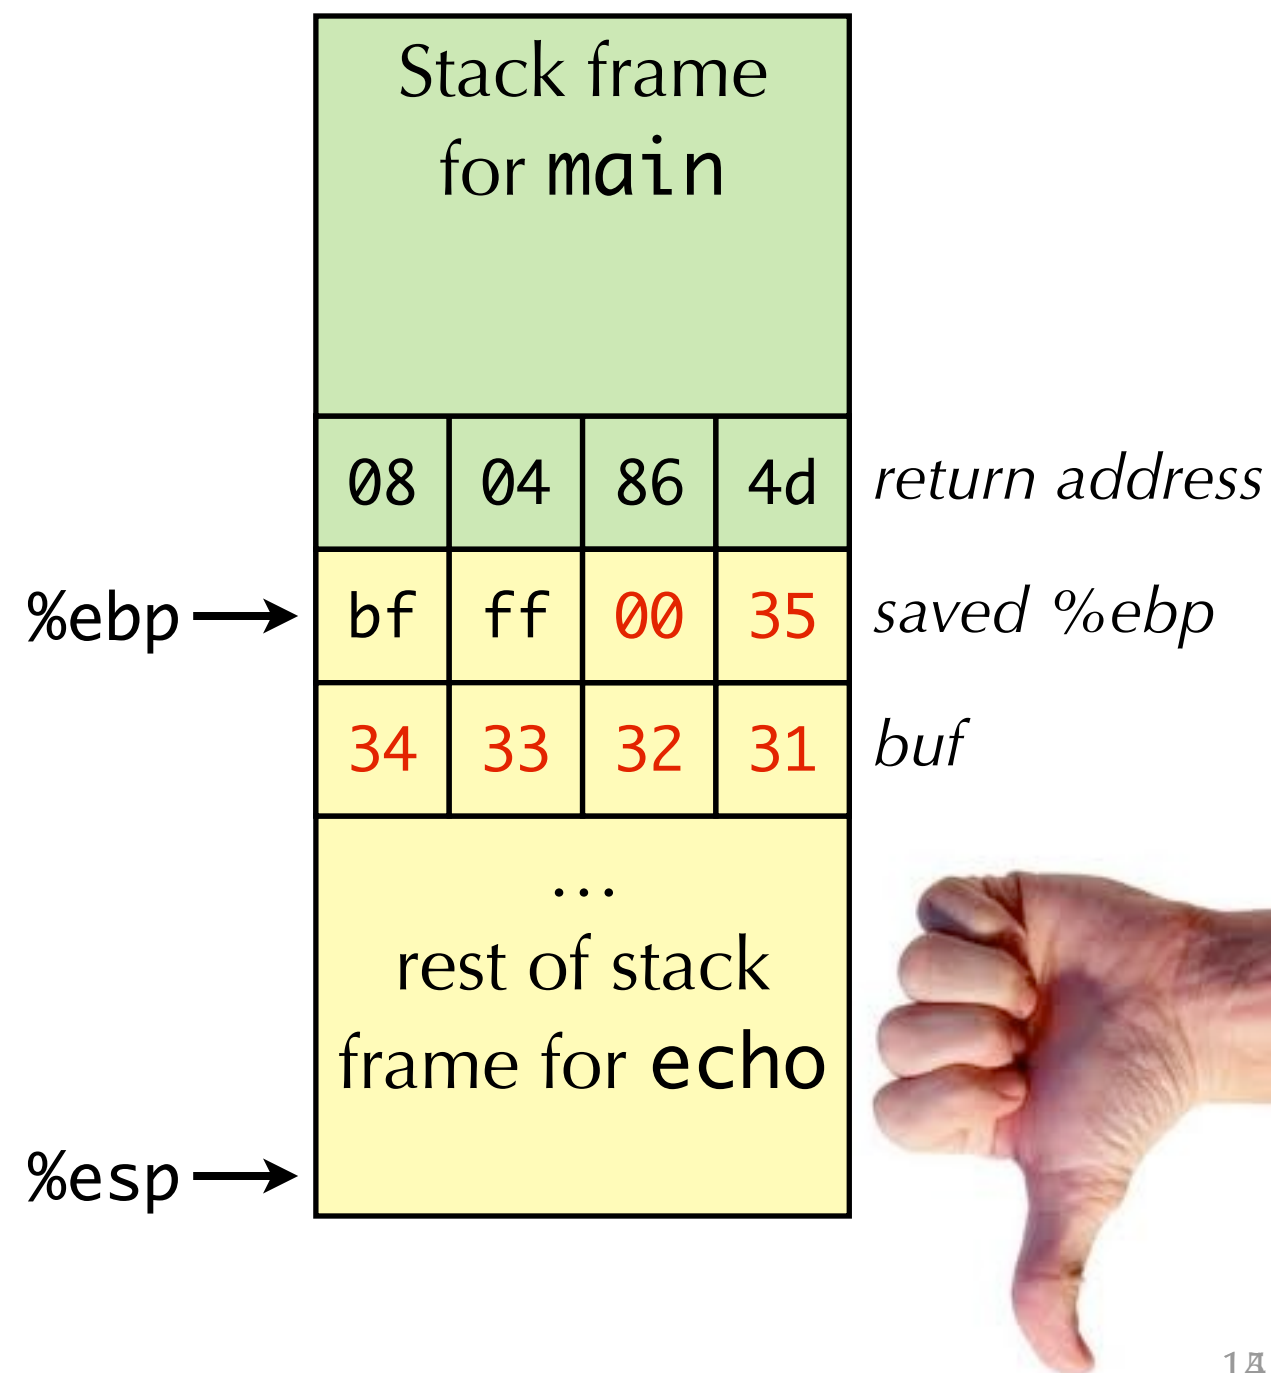 Stack frame
for main
08 04 86 4d return address
%ebp bf ff 00 35 saved %ebp
34 33 32 31 buf
...
rest of stack
frame for echo
%esp